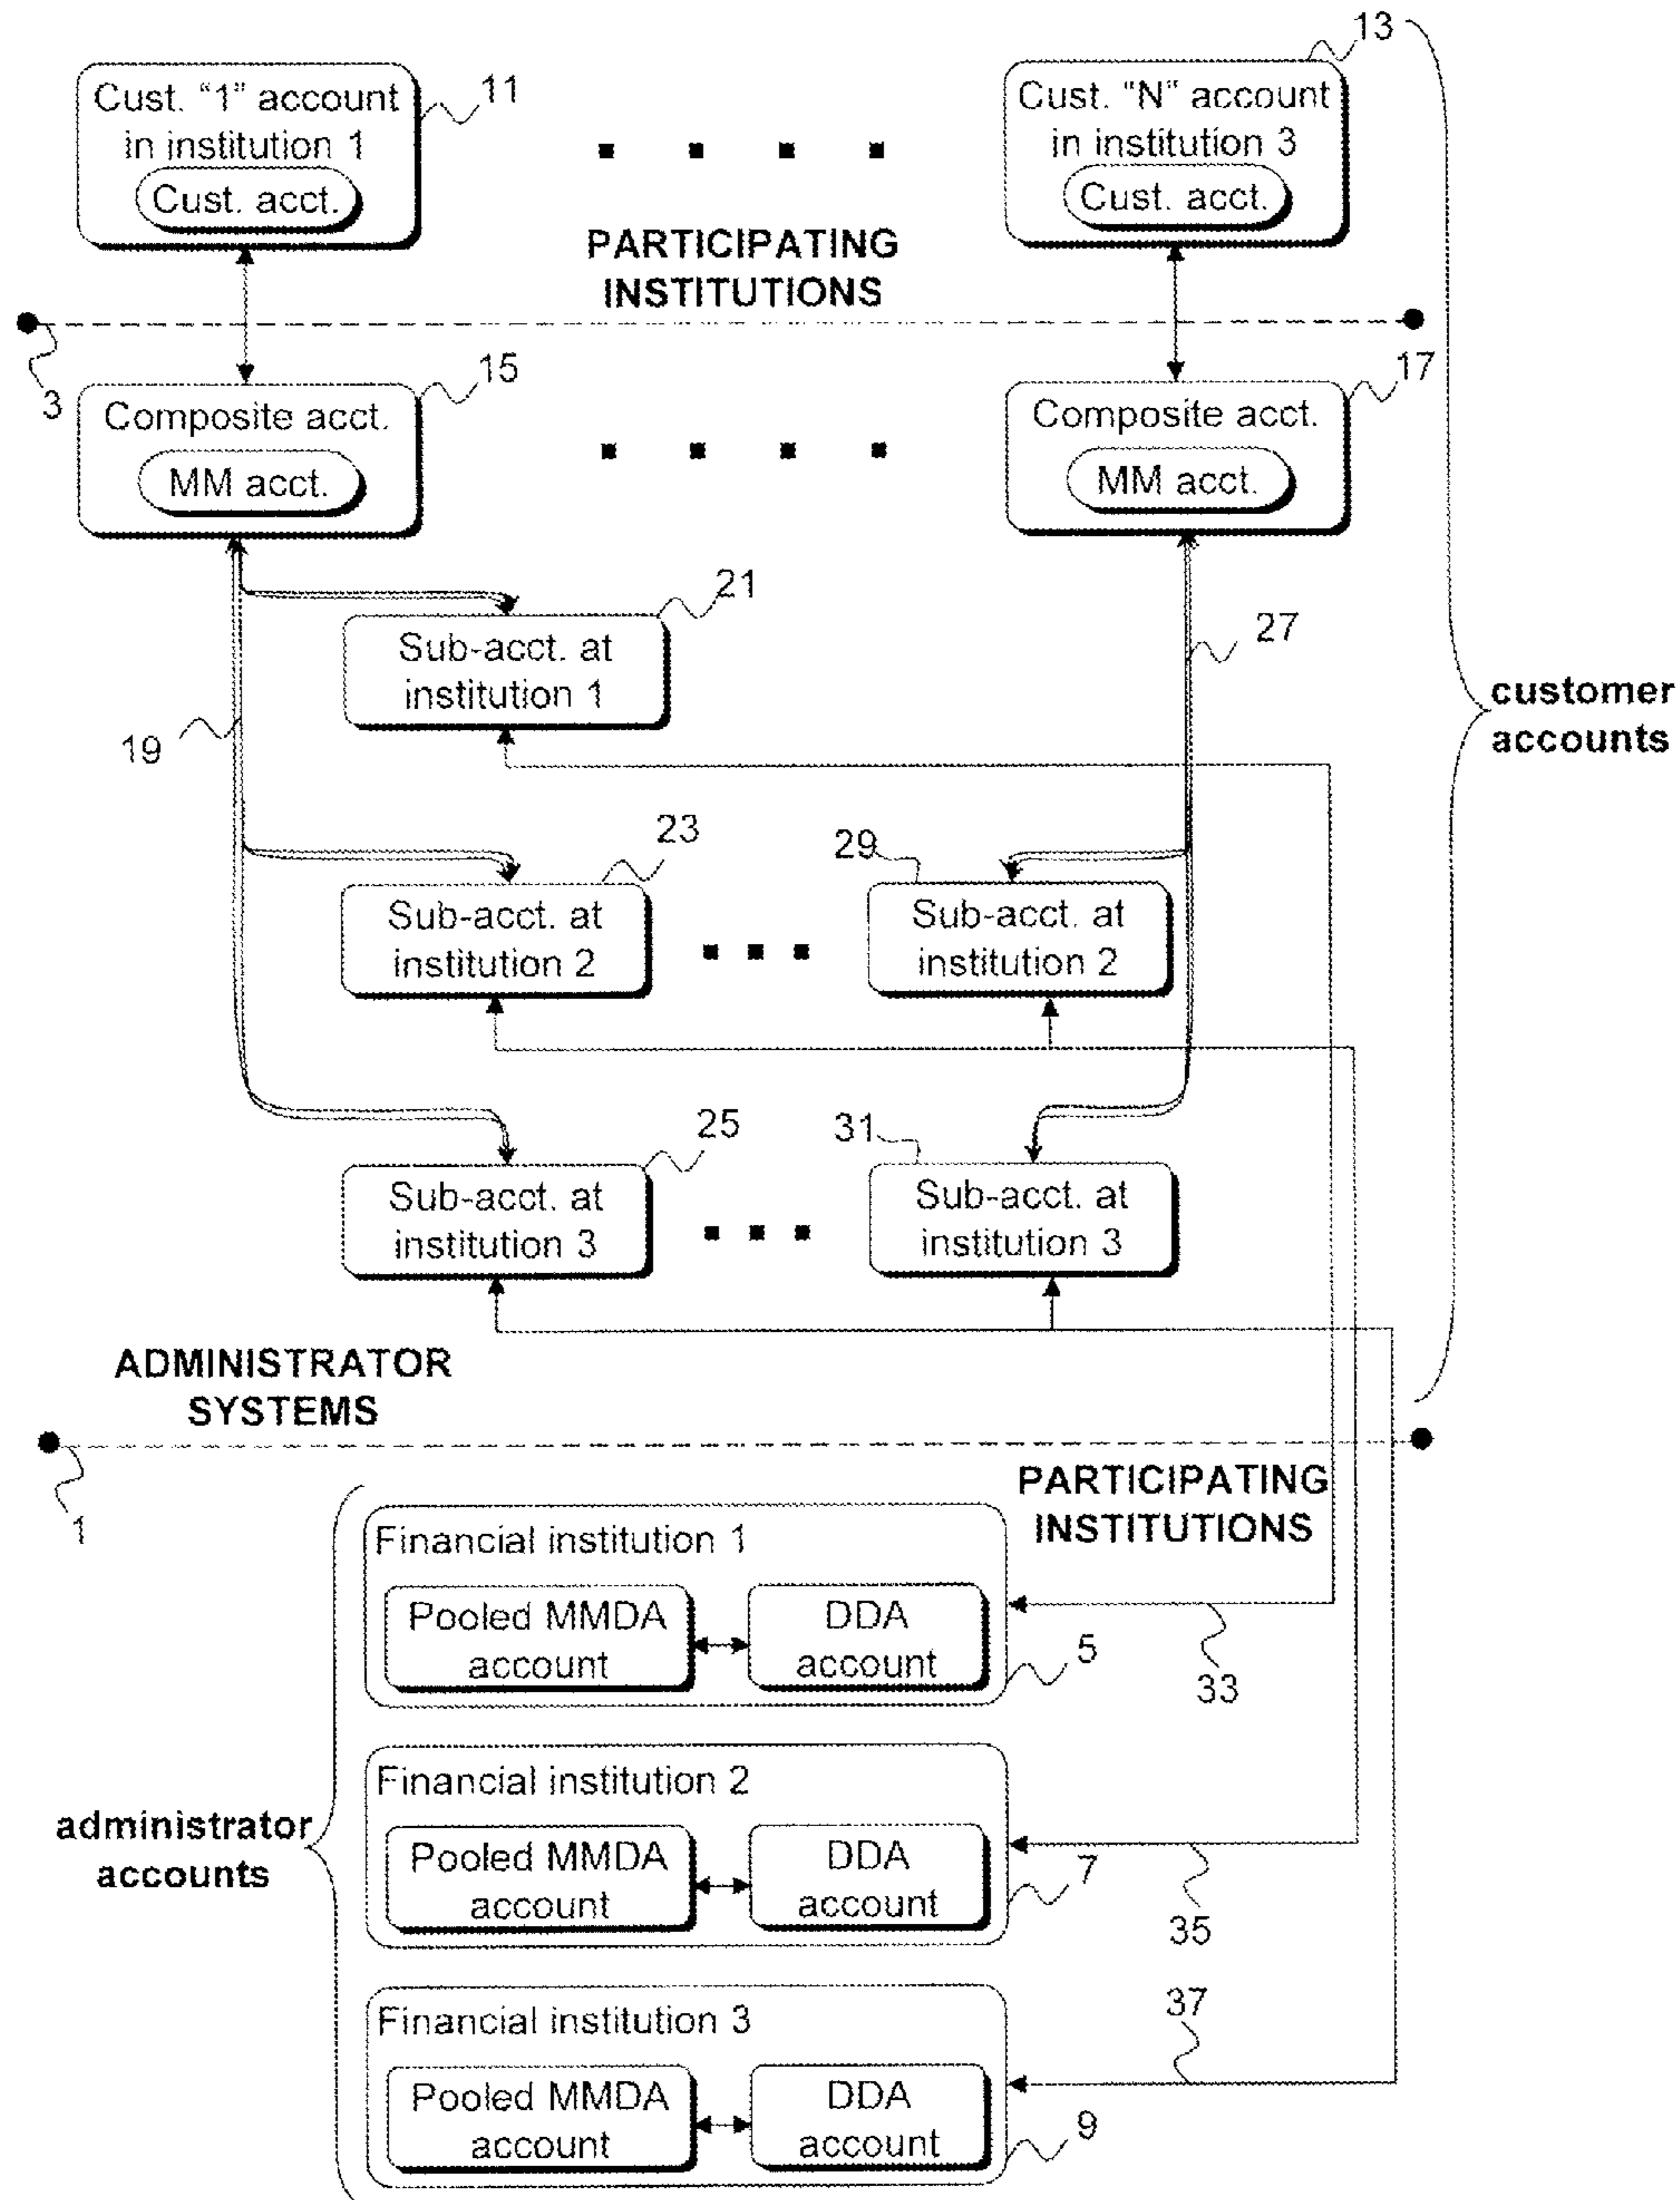 13
Cust. "1" account
in institution 1
Cust. acct.
11
Cust. "N" account
in institution 3
Cust. acct.
PARTICIPATING
INSTITUTIONS
3
15
Composite acct.
MM acct.
17
Composite acct.
MM acct.
21
Sub-acct. at
institution 1
27
customer
accounts
19
23
Sub-acct. at
institution 2
29
Sub-acct. at
institution 2
25
Sub-acct. at
institution 3
31
Sub-acct. at
institution 3
ADMINISTRATOR
SYSTEMS
1
PARTICIPATING
INSTITUTIONS
Financial institution 1
Pooled MMDA
account
DDA
account
5
33
Financial institution 2
Pooled MMDA
account
DDA
account
7
35
administrator
accounts
Financial institution 3
Pooled MMDA
account
DDA
account
9
37